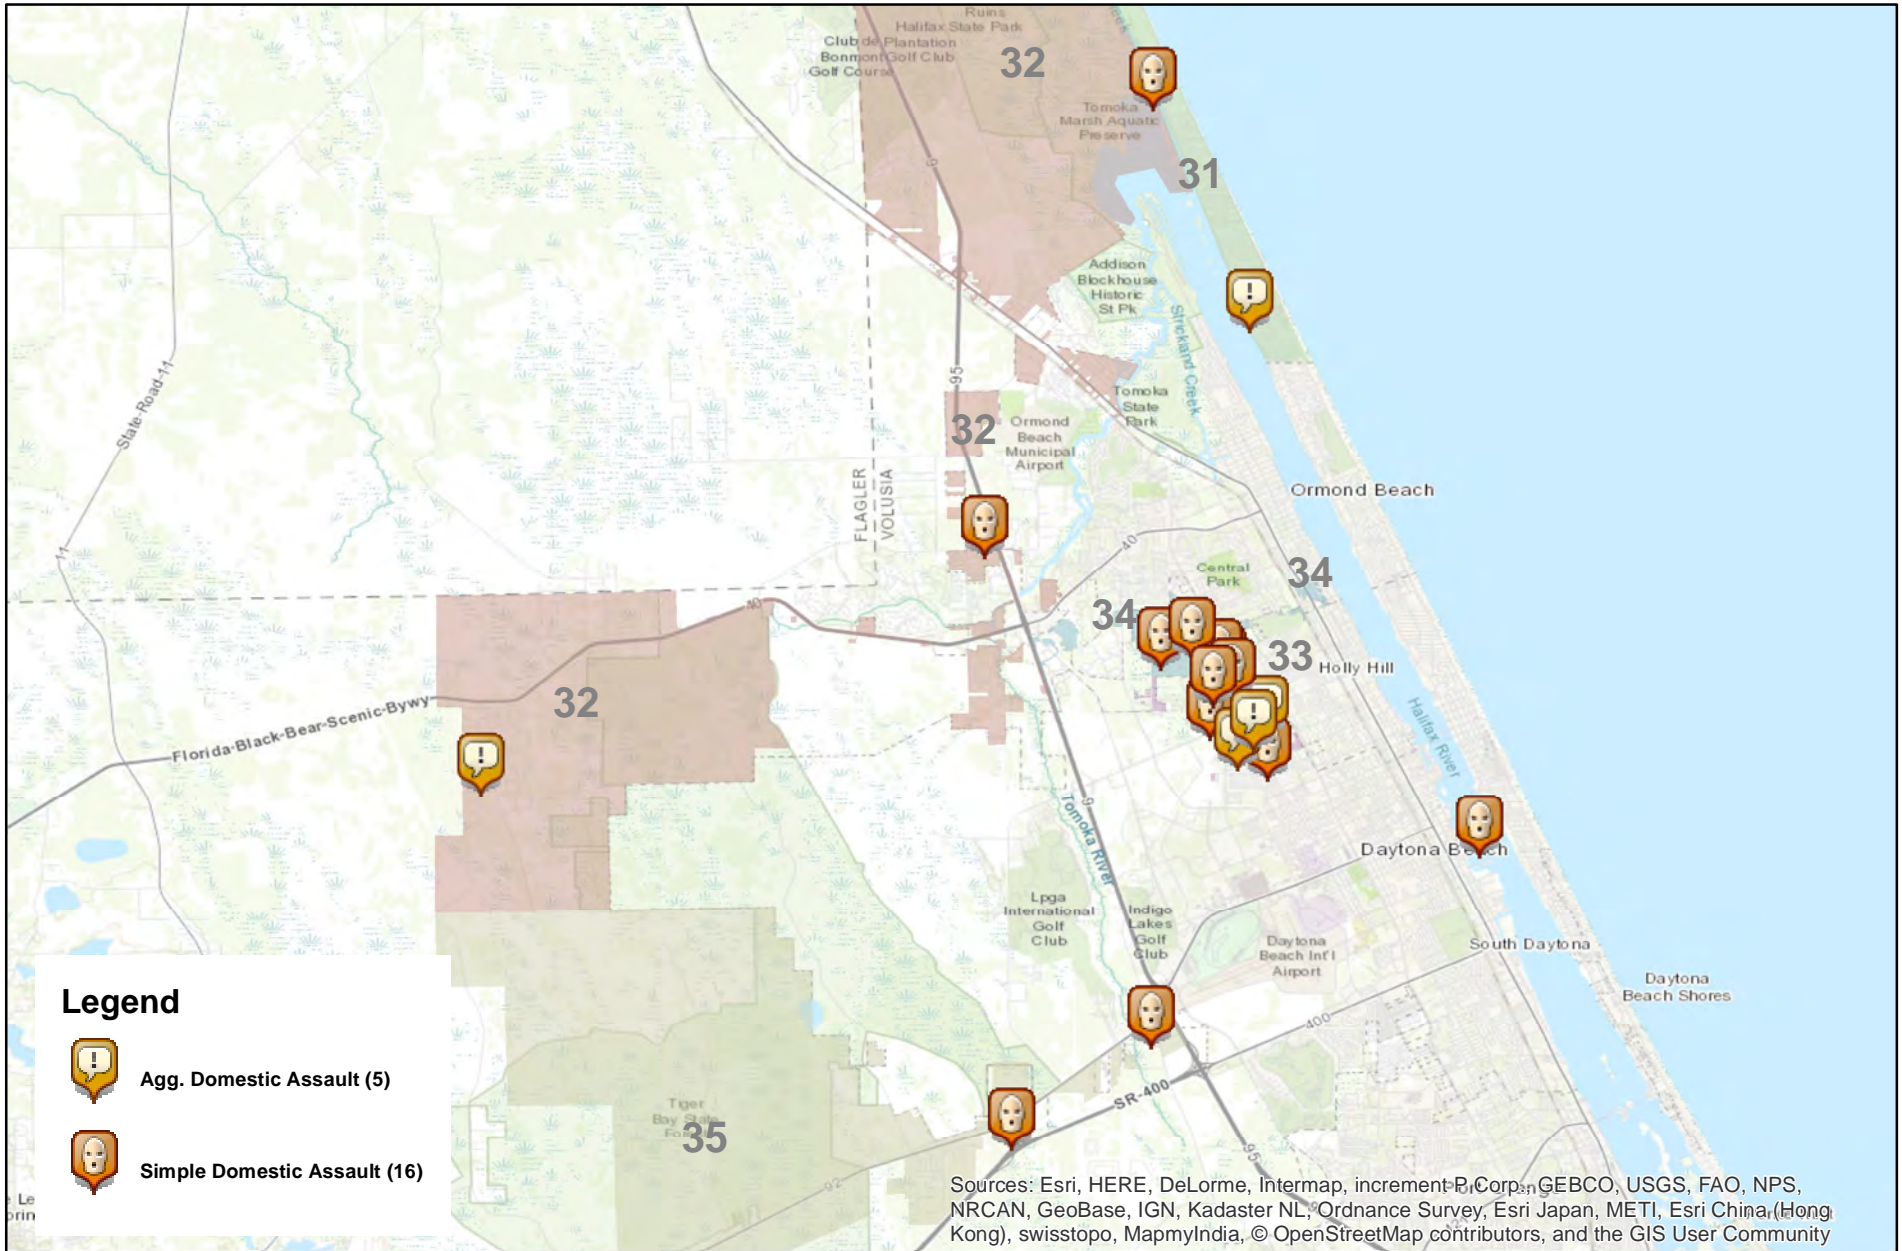 Ruins
Halifax State Park
Club de Plantation
Bonmont Golf Club
Golf Course
32
Creek
Tomoka
Marsh Aquatic
Preserve
31
9
Addison
Blockhouse
Historic
St Pk
Strickland Creek
State-Road-11
95
Tomoka
State
Park
32
Ormond
Beach
Municipal
Airport
FLAGLER
VOLUSIA
Ormond Beach
11
40
Central
Park
34
34
40
33
Holly Hill
32
Florida-Black-Bear-Scenic-Bywy
Halifax River
9
Tomoka River
Daytona Beach
Lpga
International
Golf
Club
Indigo
Lakes
Golf
Club
Daytona
Beach Int'l
Airport
South Daytona
Daytona
Beach Shores
400
SR-400
Tiger
Bay State
35
92
95
Legend
Agg. Domestic Assault (5)
Simple Domestic Assault (16)
Sources: Esri, HERE, DeLorme, Intermap, increment P Corp., GEBCO, USGS, FAO, NPS,
NRCAN, GeoBase, IGN, Kadaster NL, Ordnance Survey, Esri Japan, METI, Esri China (Hong
Kong), swisstopo, MapmyIndia, © OpenStreetMap contributors, and the GIS User Community